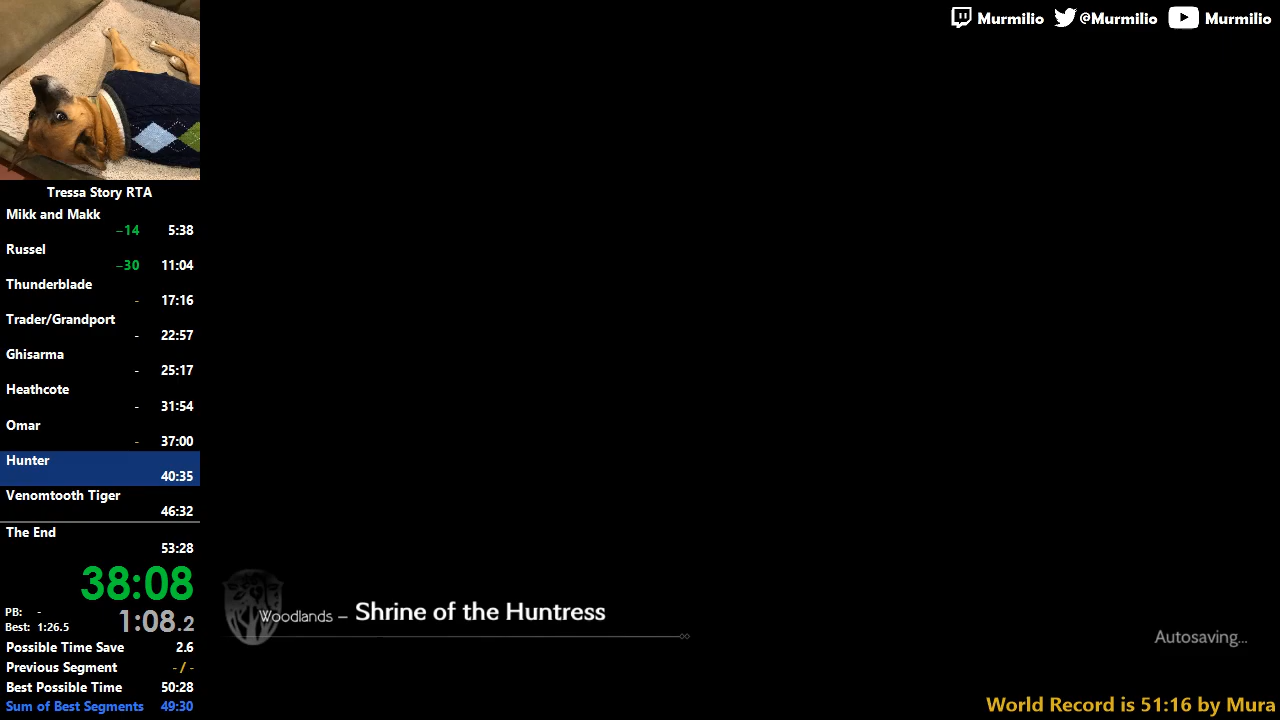 Murmilio @Murmilio Murmilio
Tressa Story RTA
Mikk and Makk
−14 5:38
Russel
−30 11:04
Thunderblade
- 17:16
Trader/Grandport
- 22:57
Ghisarma
- 25:17
Heathcote
- 31:54
Omar
- 37:00
Hunter
40:35
Venomtooth Tiger
46:32
The End
53:28
38:08
PB: -
Best: 1:26.5
1:08.2
Possible Time Save 2.6
Previous Segment - / -
Best Possible Time 50:28
Sum of Best Segments 49:30
Woodlands – Shrine of the Huntress
Autosaving...
World Record is 51:16 by Mura